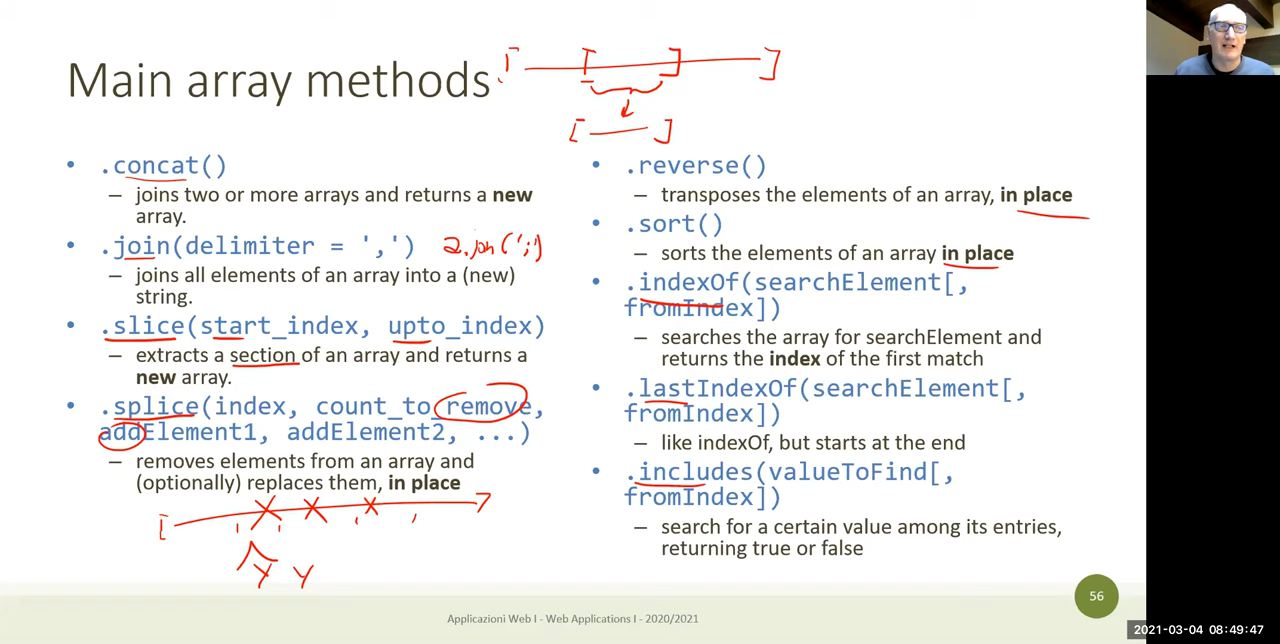 Main array methods
• .concat()
– joins two or more arrays and returns a new
array.
• .join(delimiter = ',') a.join(';')
– joins all elements of an array into a (new)
string.
• .slice(start_index, upto_index)
– extracts a section of an array and returns a
new array.
• .splice(index, count_to_remove,
addElement1, addElement2, ...)
– removes elements from an array and
(optionally) replaces them, in place
• .reverse()
– transposes the elements of an array, in place
• .sort()
– sorts the elements of an array in place
• .indexOf(searchElement[,
fromIndex])
– searches the array for searchElement and
returns the index of the first match
• .lastIndexOf(searchElement[,
fromIndex])
– like indexOf, but starts at the end
• .includes(valueToFind[,
fromIndex])
– search for a certain value among its entries,
returning true or false
Applicazioni Web I - Web Applications I - 2020/2021
56
2021-03-04 08:49:47